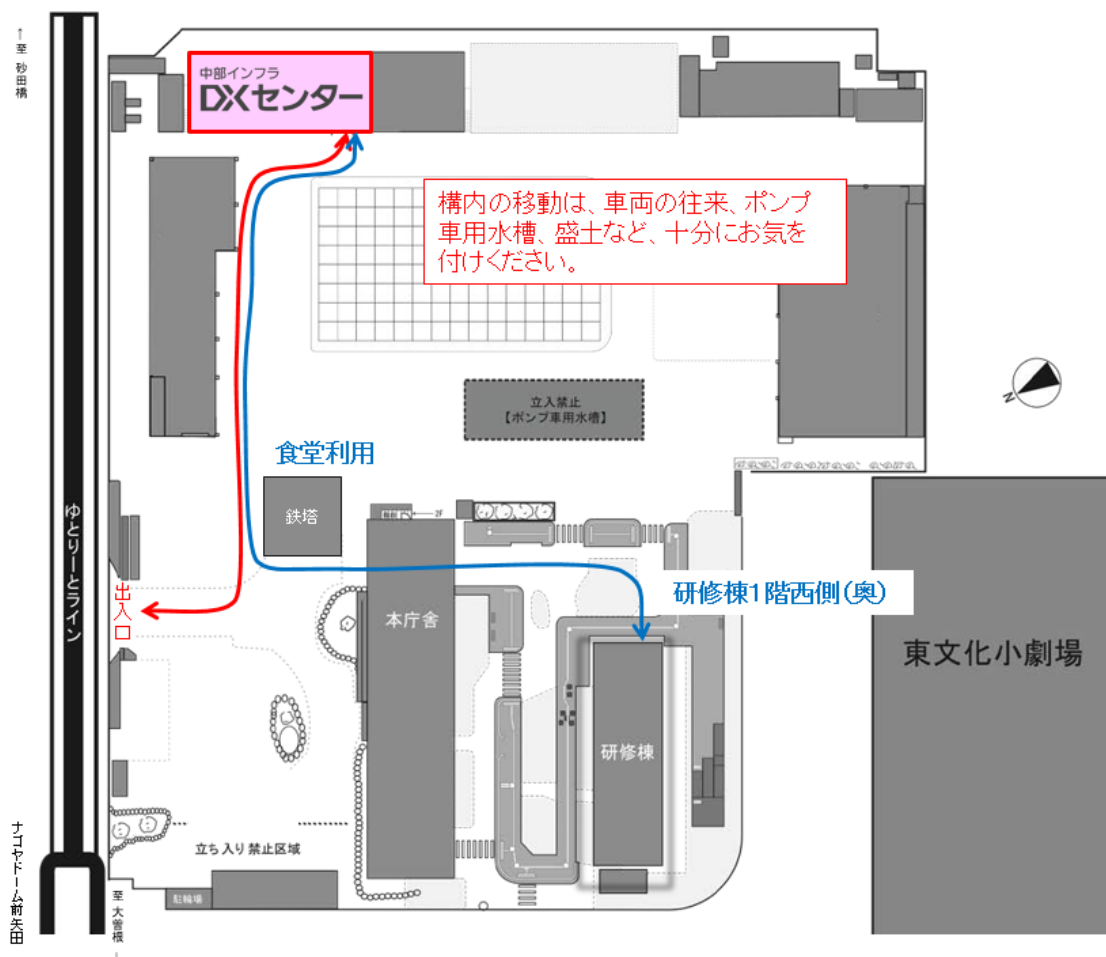 ↑至 砂田橋
中部インフラ
DXセンター
構内の移動は、車両の往来、ポンプ
車用水槽、盛土など、十分にお気を
付けください。
立入禁止
【ポンプ車用水槽】
N
食堂利用
鉄塔
2F
ゆとりーとライン
出入口
本庁舎
研修棟1階西側(奥)
東文化小劇場
研修棟
立ち入り禁止区域
駐輪場
ナゴヤドーム前矢田
至 大曽根